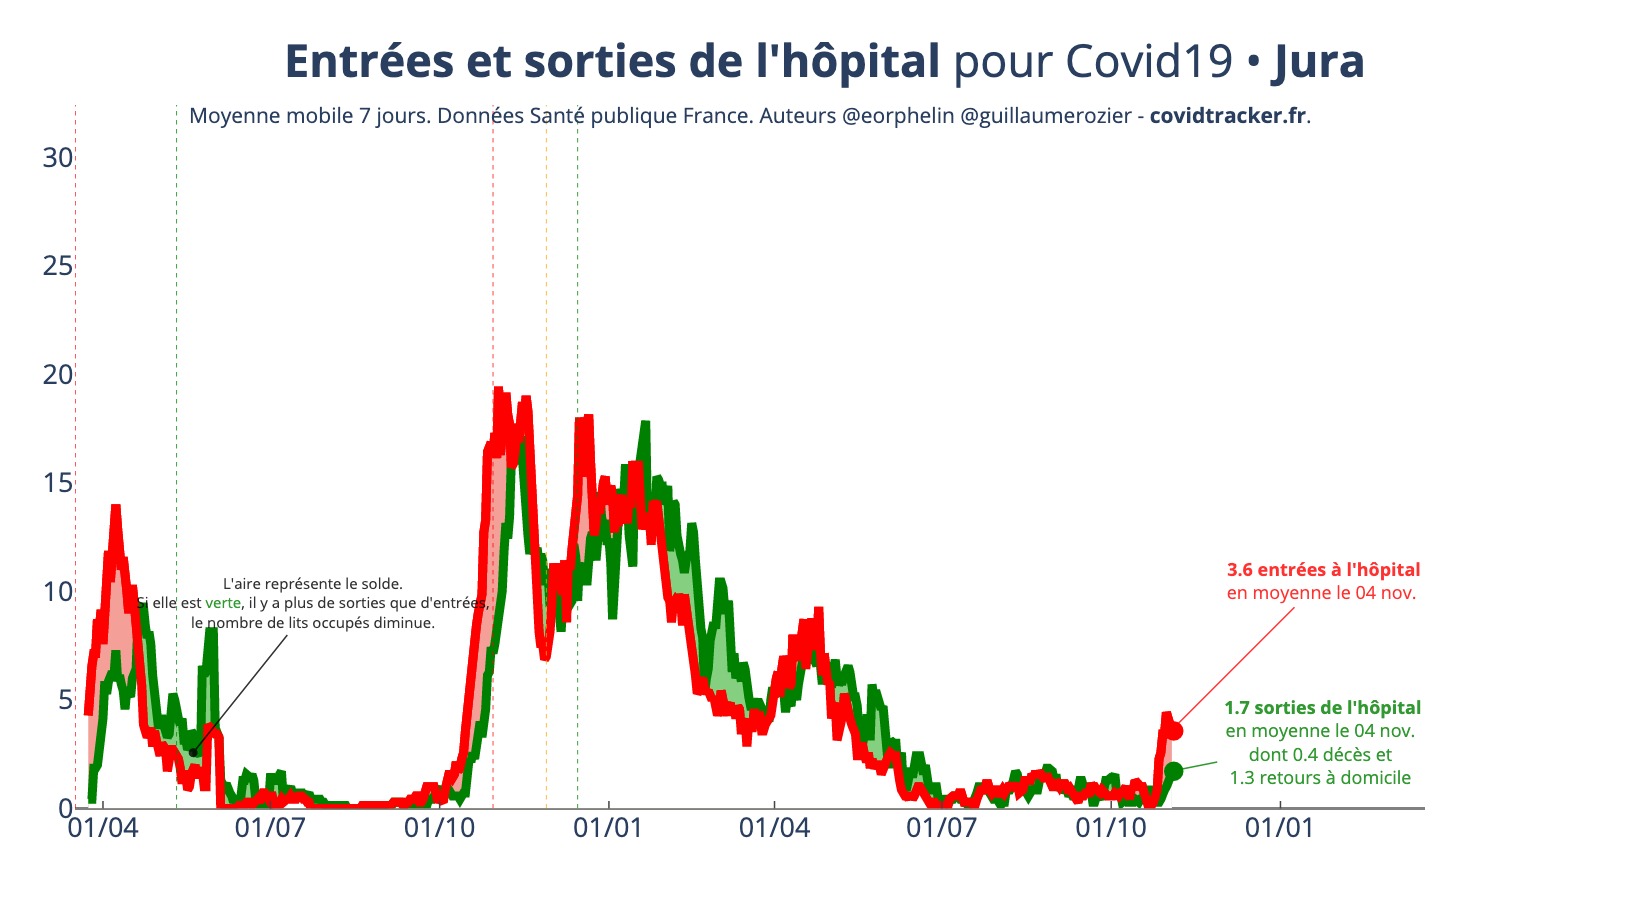 Entrées et sorties de l'hôpital pour Covid19 • Jura
Moyenne mobile 7 jours. Données Santé publique France. Auteurs @eorphelin @guillaumerozier - covidtracker.fr.
30
25
20
15
10
5
0
L'aire représente le solde.
Si elle est verte, il y a plus de sorties que d'entrées,
le nombre de lits occupés diminue.
3.6 entrées à l'hôpital
en moyenne le 04 nov.
1.7 sorties de l'hôpital
en moyenne le 04 nov.
dont 0.4 décès et
1.3 retours à domicile
01/04 01/07 01/10 01/01 01/04 01/07 01/10 01/01